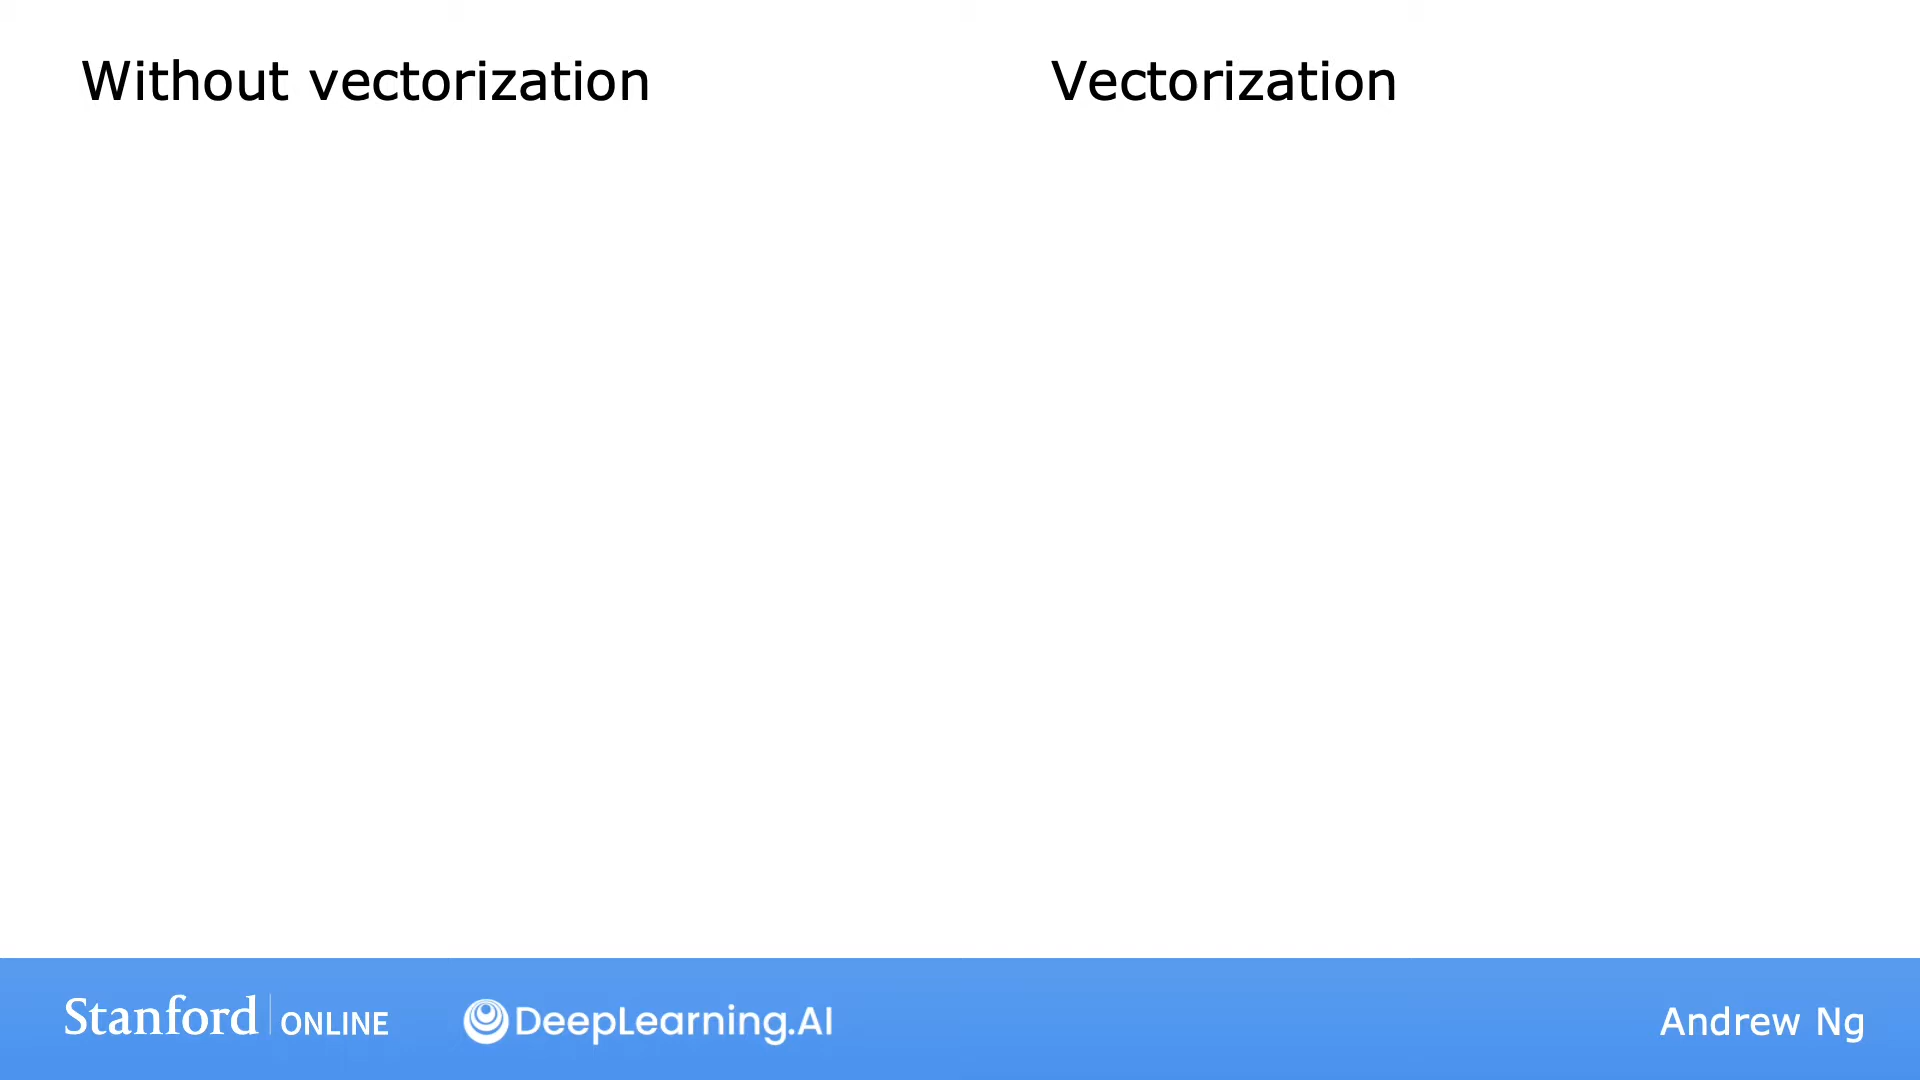 Without vectorization
Vectorization
Stanford ONLINE
DeepLearning.AI
Andrew Ng